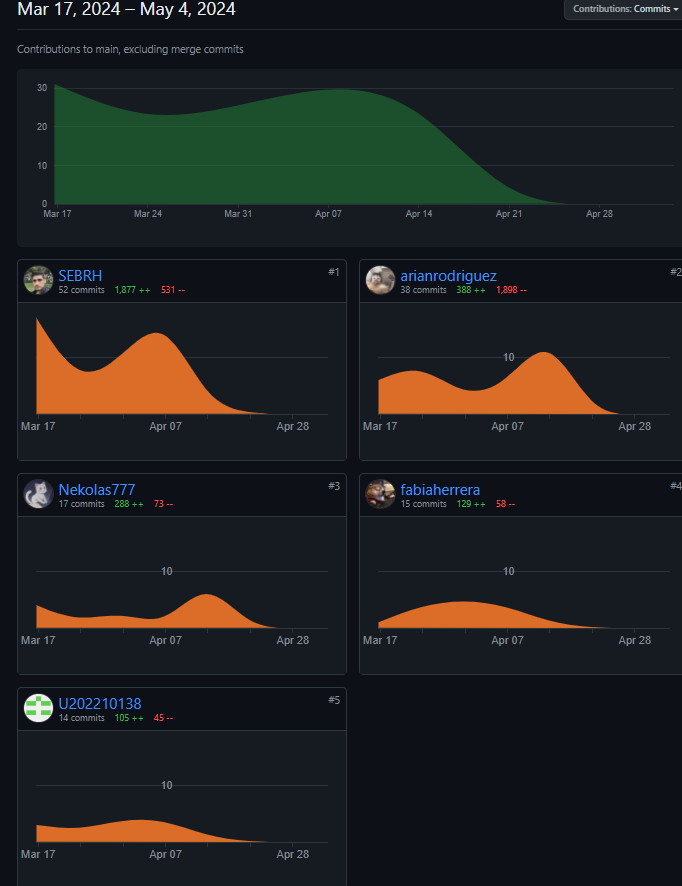 Mar 17, 2024 – May 4, 2024
Contributions: Commits
Contributions to main, excluding merge commits
30
20
10
0
Mar 17 Mar 24 Mar 31 Apr 07 Apr 14 Apr 21 Apr 28
SEBRH
#1
52 commits 1,877 ++ 531 --
Mar 17 Apr 07 Apr 28
arianrodriguez
#2
38 commits 388 ++ 1,898 --
10
Mar 17 Apr 07 Apr 28
Nekolas777
#3
17 commits 288 ++ 73 --
10
Mar 17 Apr 07 Apr 28
fabiaherrera
#4
15 commits 129 ++ 58 --
10
Mar 17 Apr 07 Apr 28
U202210138
#5
14 commits 105 ++ 45 --
10
Mar 17 Apr 07 Apr 28